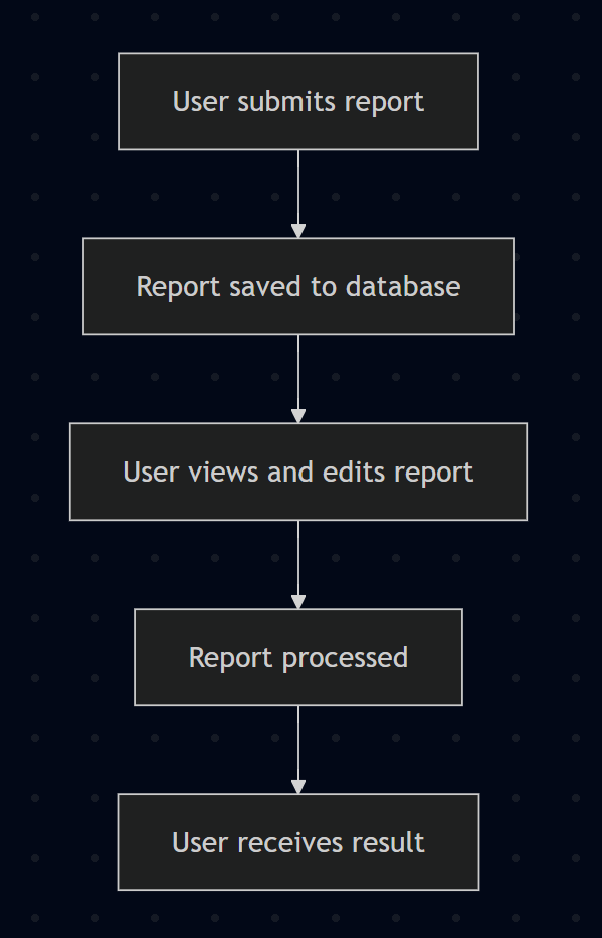 User submits report
Report saved to database
User views and edits report
Report processed
User receives result